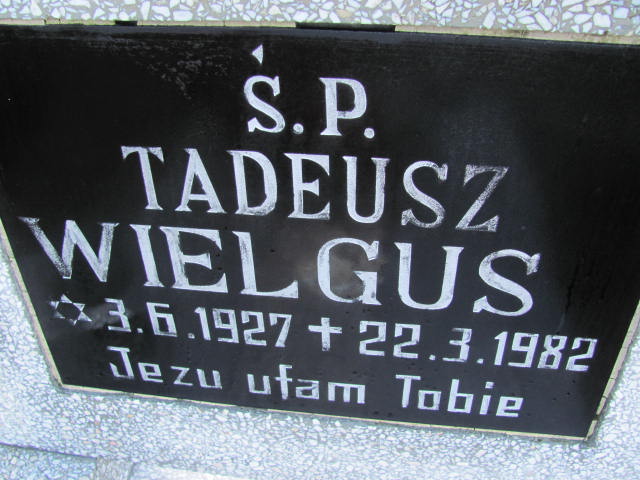 Ś.P.
TADEUSZ
WIELGUS
✡ 3.6.1927 + 22.3.1982
Jezu ufam Tobie